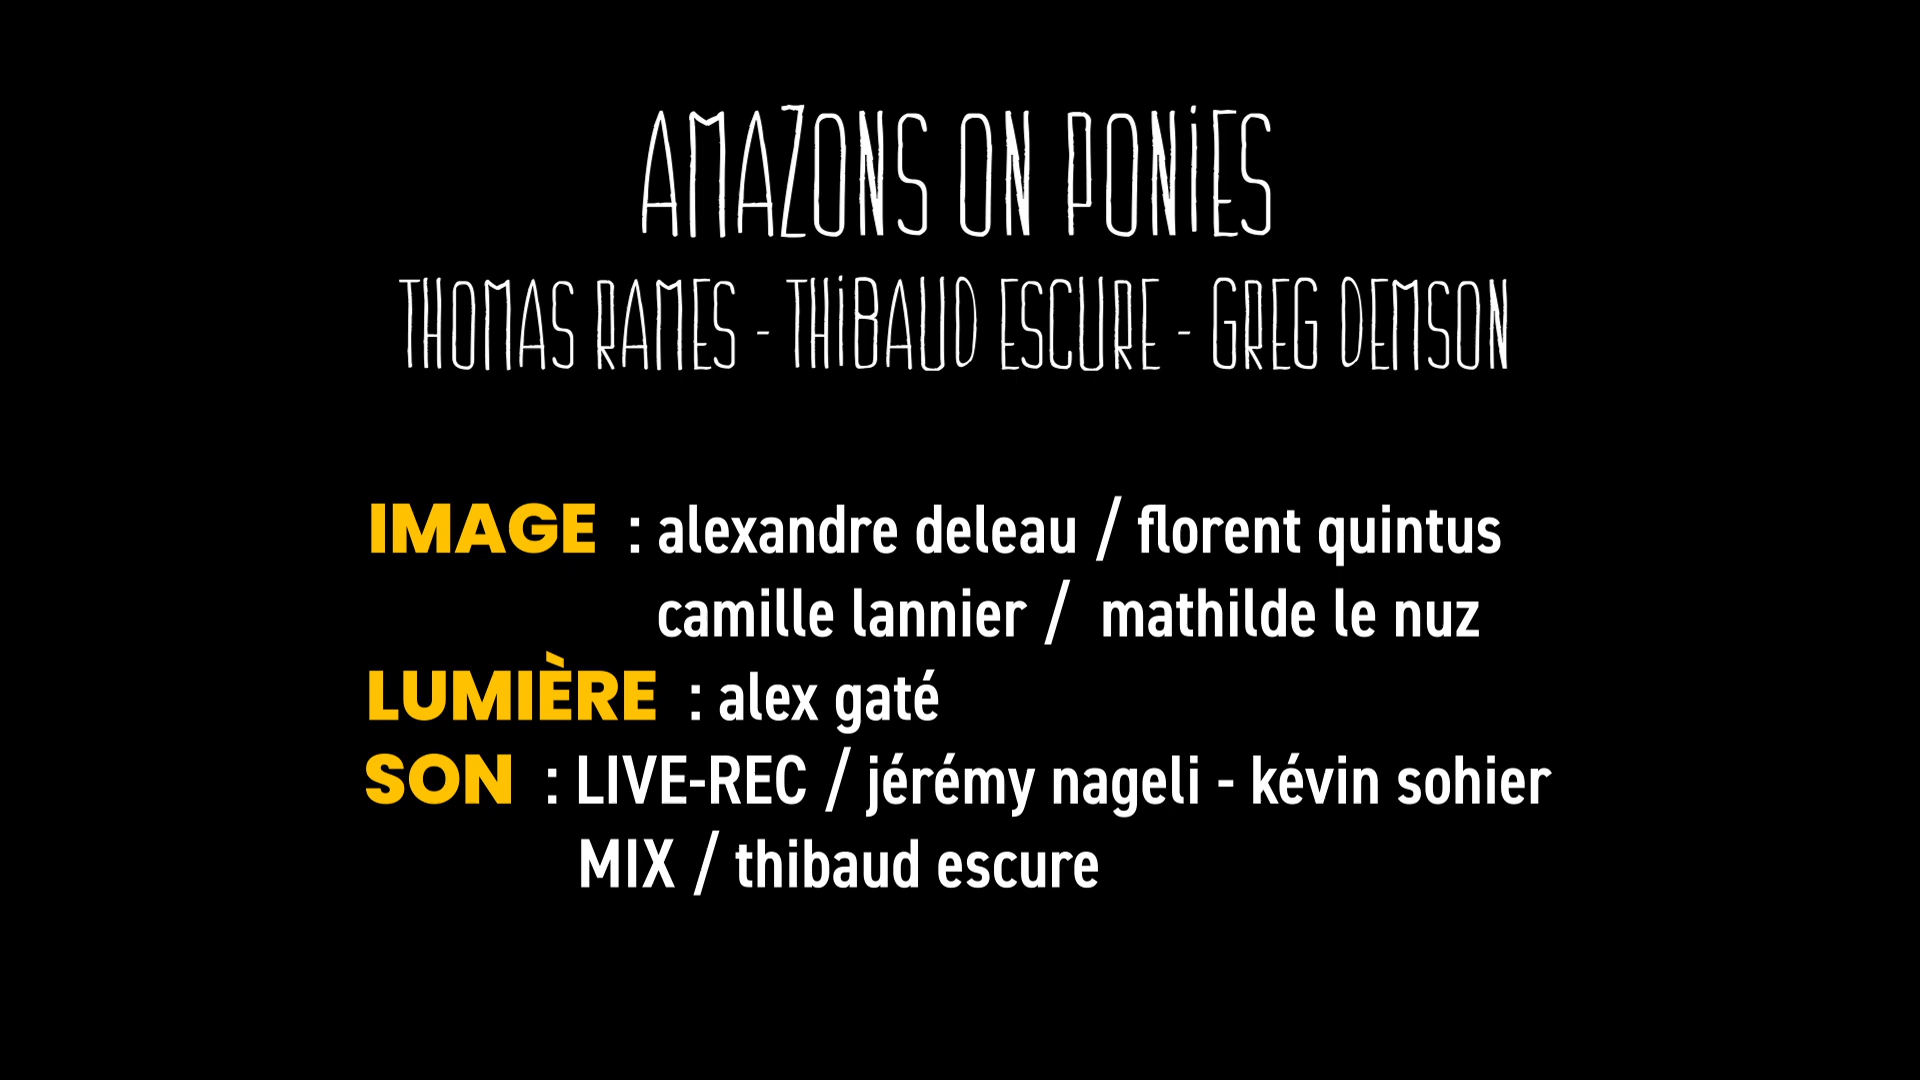 AMAZONS ON PONiES
THOMAS RAMES - THiBAUD ESCURE - GREG DEMSON
IMAGE : alexandre deleau / florent quintus
camille lannier / mathilde le nuz
LUMIÈRE : alex gaté
SON : LIVE-REC / jérémy nageli - kévin sohier
MIX / thibaud escure